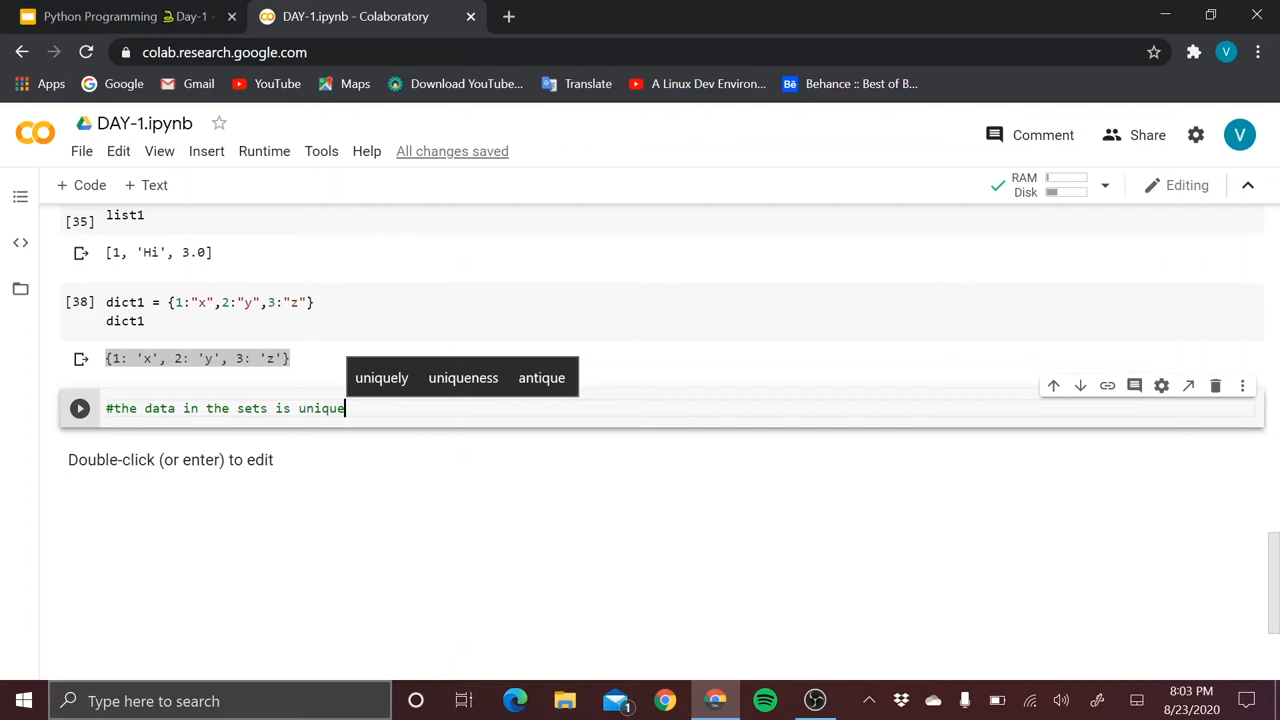 Python Programming 🐍Day-1 -
DAY-1.ipynb - Colaboratory
colab.research.google.com
V
Apps Google Gmail YouTube Maps Download YouTube... Translate A Linux Dev Environ... Bē Behance :: Best of B...
DAY-1.ipynb
Comment Share V
File Edit View Insert Runtime Tools Help All changes saved
+ Code + Text
RAM
Disk
Editing
list1
[35]
[1, 'Hi', 3.0]
[38] dict1 = {1:"x",2:"y",3:"z"}
dict1
{1: 'x', 2: 'y', 3: 'z'}
uniquely uniqueness antique
#the data in the sets is unique
Double-click (or enter) to edit
Type here to search
1
8:03 PM
8/23/2020